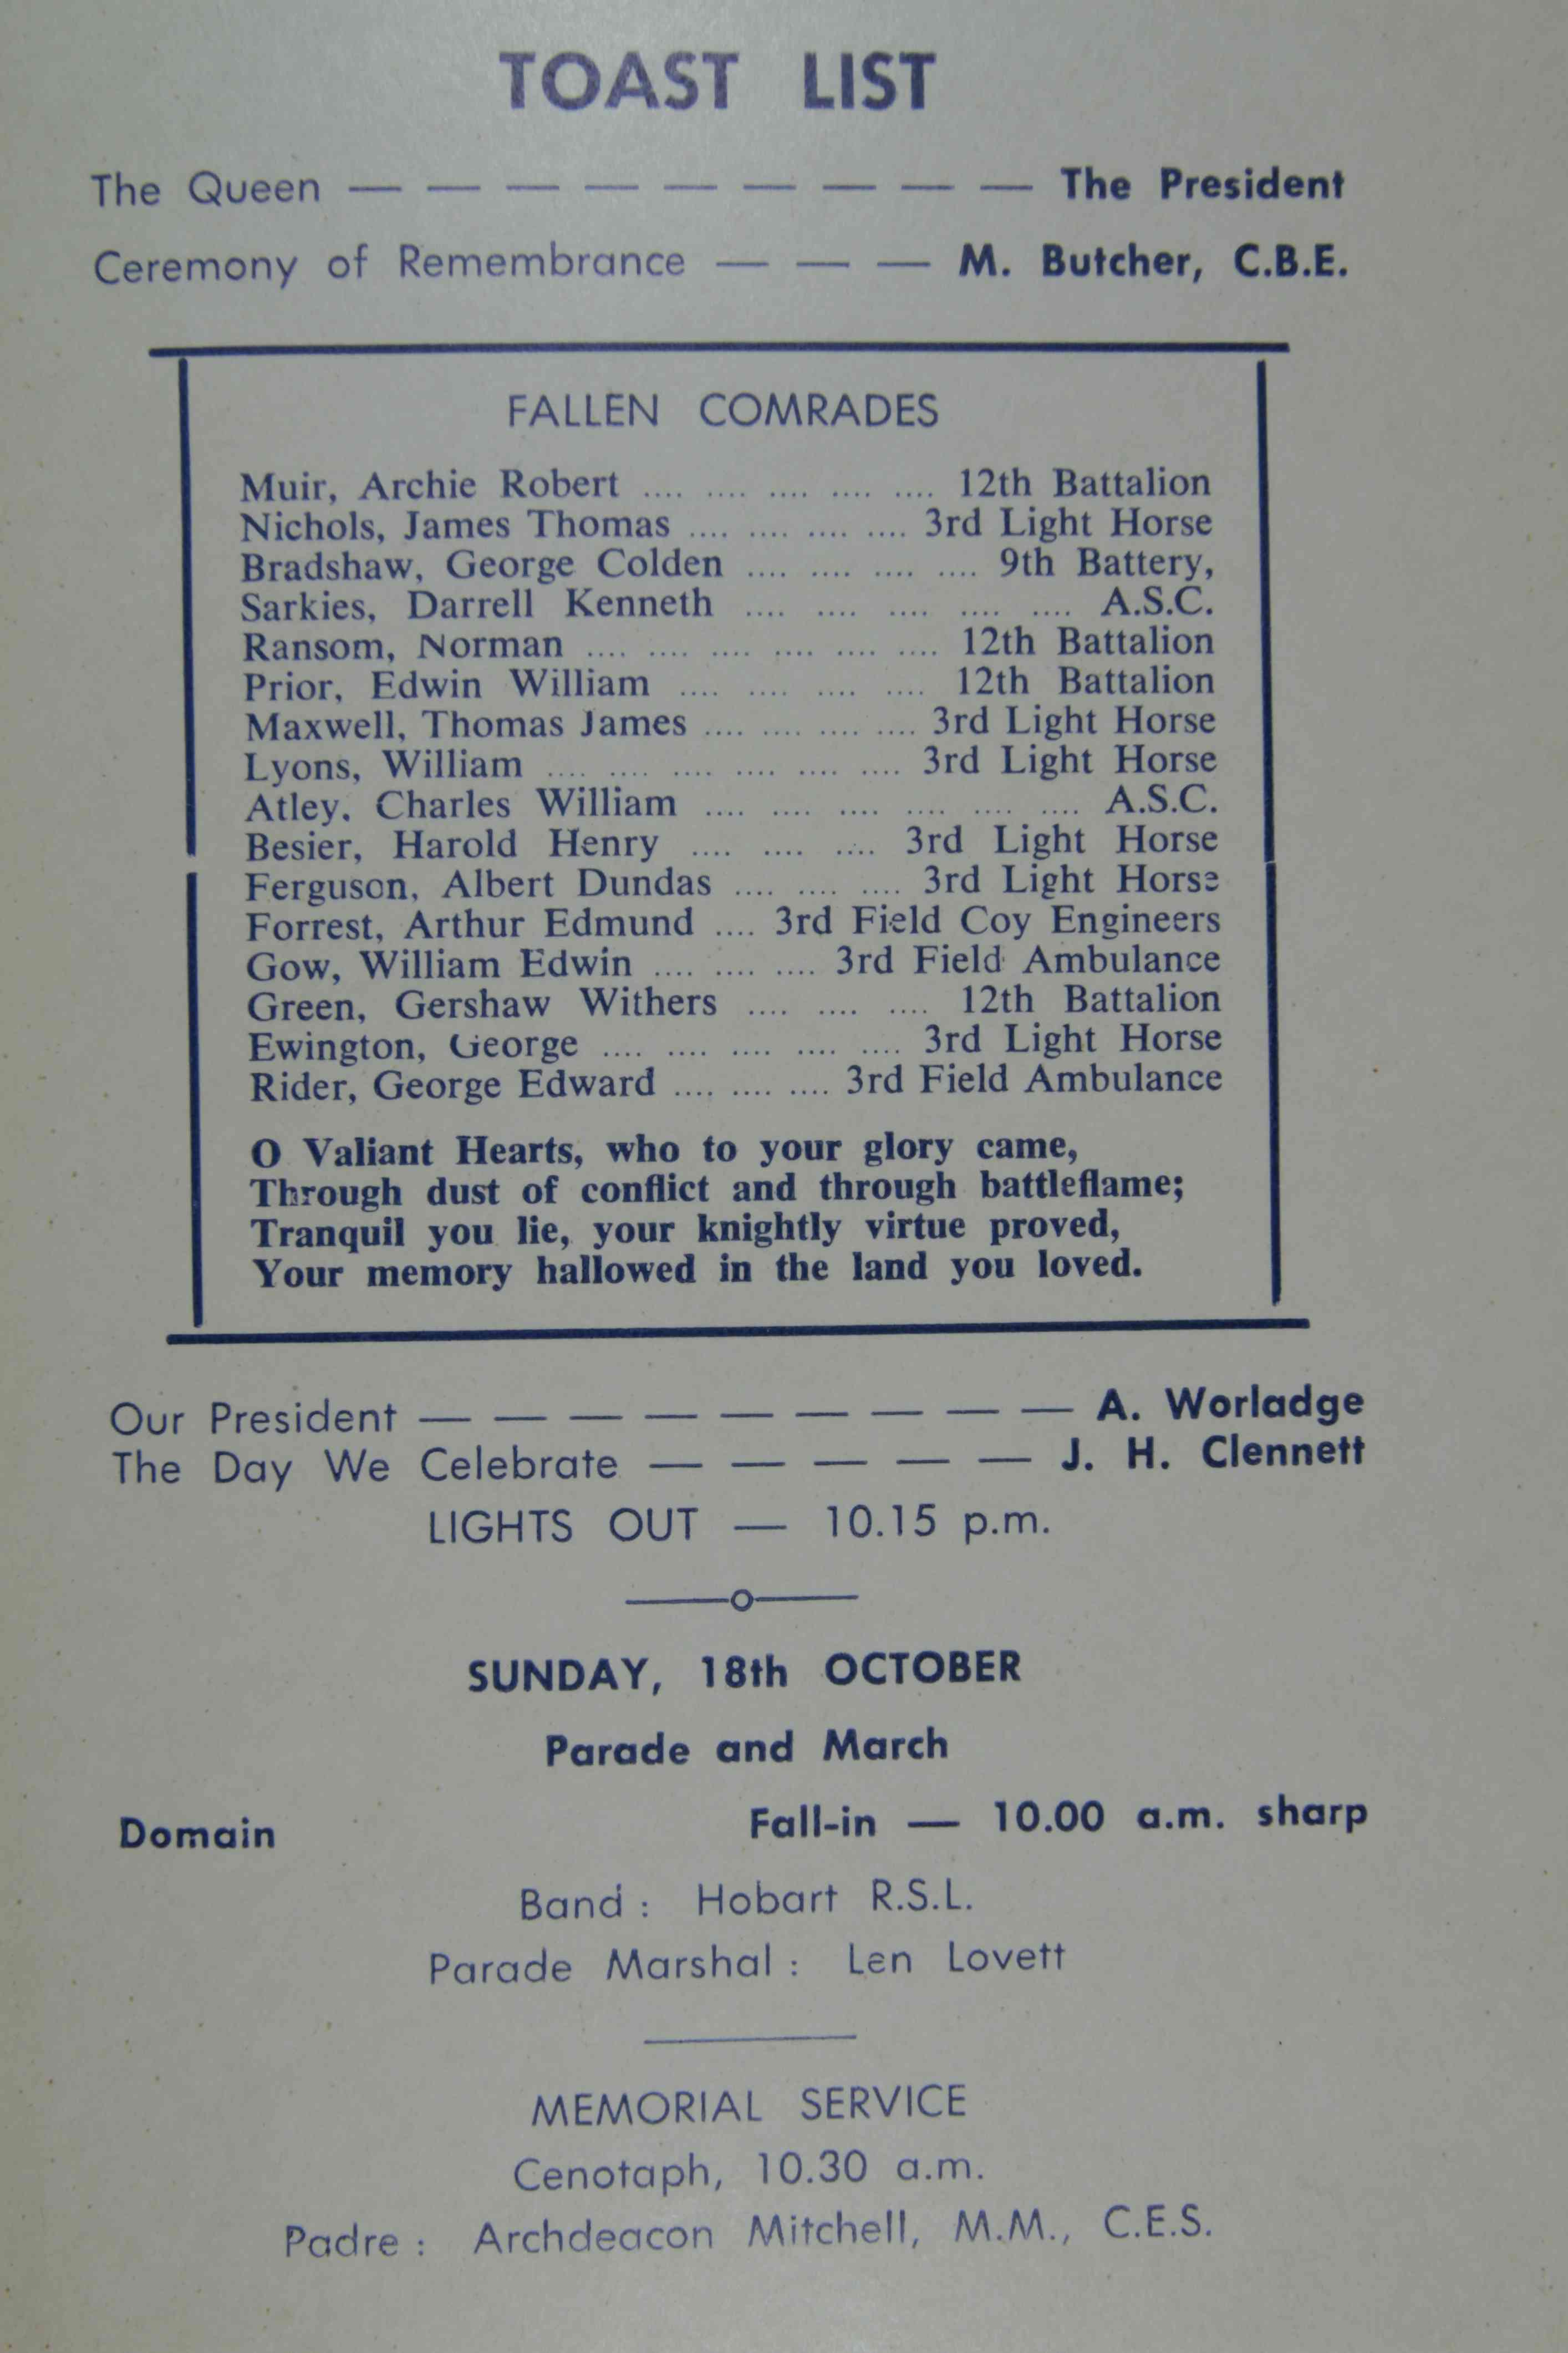 TOAST LIST
The Queen — — — — — — — — — The President
Ceremony of Remembrance — — — M. Butcher, C.B.E.
FALLEN COMRADES
Muir, Archie Robert .... .... .... .... .... 12th Battalion
Nichols, James Thomas .... .... .... .... 3rd Light Horse
Bradshaw, George Colden .... .... .... .... 9th Battery,
Sarkies, Darrell Kenneth .... .... .... .... .... A.S.C.
Ransom, Norman .... .... .... .... .... .... 12th Battalion
Prior, Edwin William .... .... .... .... 12th Battalion
Maxwell, Thomas James .... .... .... .... 3rd Light Horse
Lyons, William .... .... .... .... .... .... 3rd Light Horse
Atley, Charles William .... .... .... .... .... .... A.S.C.
Besier, Harold Henry .... .... .... 3rd Light Horse
Ferguson, Albert Dundas .... .... .... 3rd Light Horse
Forrest, Arthur Edmund .... 3rd Field Coy Engineers
Gow, William Edwin .... .... .... 3rd Field Ambulance
Green, Gershaw Withers .... .... .... 12th Battalion
Ewington, George .... .... .... .... .... 3rd Light Horse
Rider, George Edward .... .... .... 3rd Field Ambulance
O Valiant Hearts, who to your glory came,
Through dust of conflict and through battleflame;
Tranquil you lie, your knightly virtue proved,
Your memory hallowed in the land you loved.
Our President — — — — — — — — — A. Worladge
The Day We Celebrate — — — — — J. H. Clennett
LIGHTS OUT — 10.15 p.m.
SUNDAY, 18th OCTOBER
Parade and March
Domain Fall-in — 10.00 a.m. sharp
Band : Hobart R.S.L.
Parade Marshal : Len Lovett
MEMORIAL SERVICE
Cenotaph, 10.30 a.m.
Padre : Archdeacon Mitchell, M.M., C.E.S.